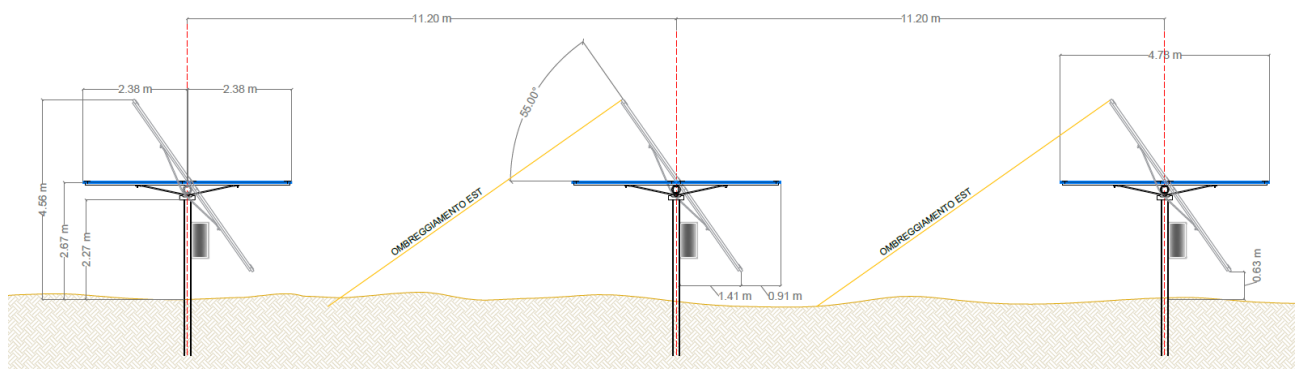 11.20 m
11.20 m
2.38 m
2.38 m
4.78 m
55.00°
4.56 m
2.67 m
2.27 m
OMBREGGIAMENTO EST
OMBREGGIAMENTO EST
1.41 m
0.91 m
0.63 m